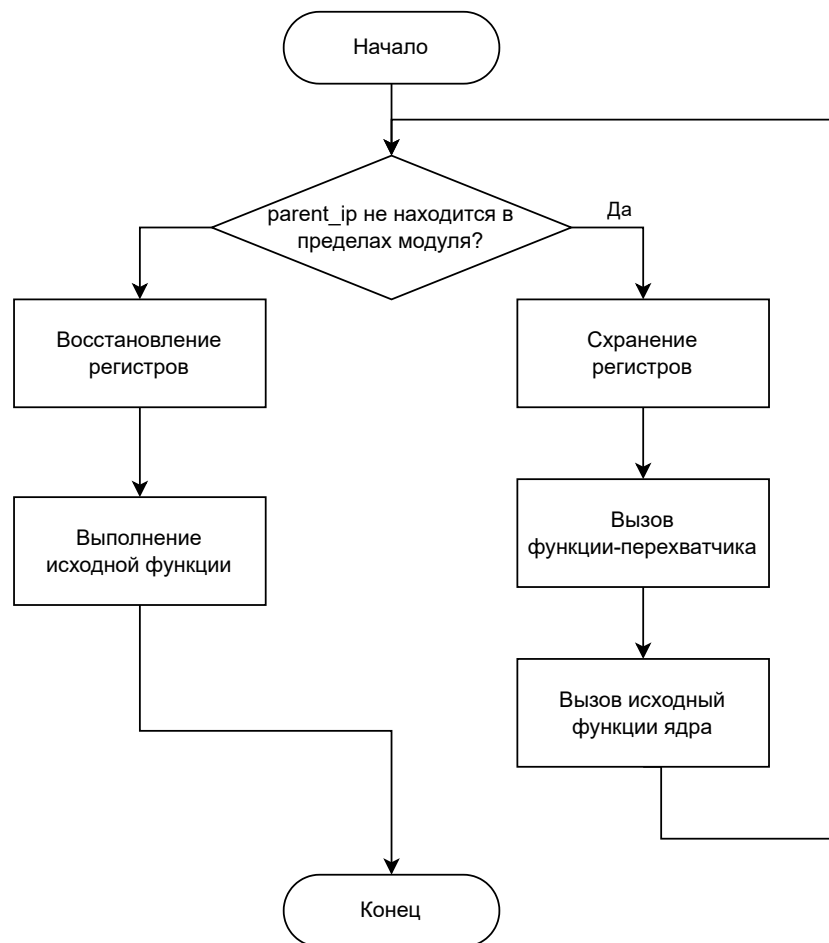 Начало
parent_ip не находится в
пределах модуля?
Да
Восстановление
регистров
Схранение
регистров
Выполнение
исходной функции
Вызов
функции-перехватчика
Вызов исходный
функции ядра
Конец